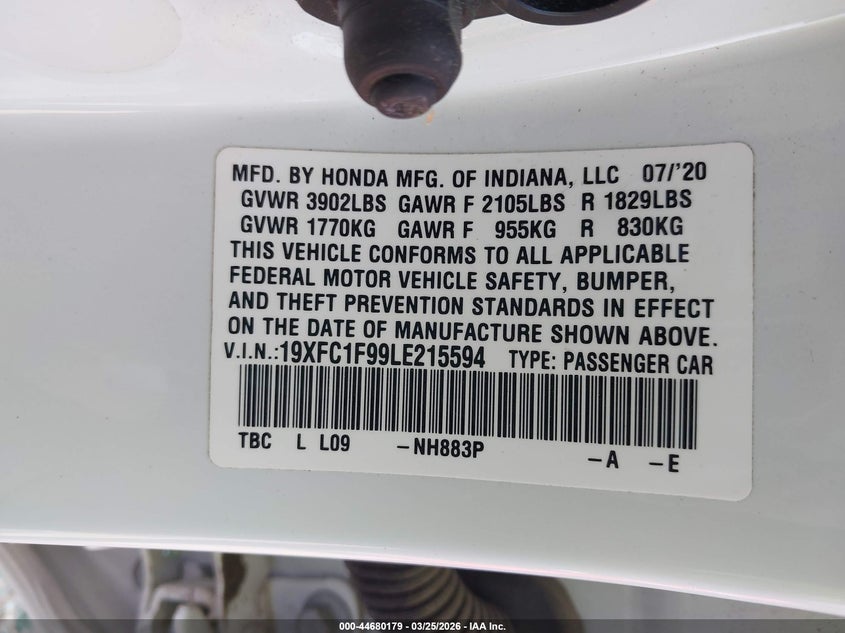 MFD. BY HONDA MFG. OF INDIANA, LLC 07/'20
GVWR 3902LBS GAWR F 2105LBS R 1829LBS
GVWR 1770KG GAWR F 955KG R 830KG
THIS VEHICLE CONFORMS TO ALL APPLICABLE
FEDERAL MOTOR VEHICLE SAFETY, BUMPER,
AND THEFT PREVENTION STANDARDS IN EFFECT
ON THE DATE OF MANUFACTURE SHOWN ABOVE.
V.I.N.:19XFC1F99LE215594 TYPE: PASSENGER CAR
TBC L L09 -NH883P -A -E
000-44680179 - 03/25/2026 - IAA Inc.